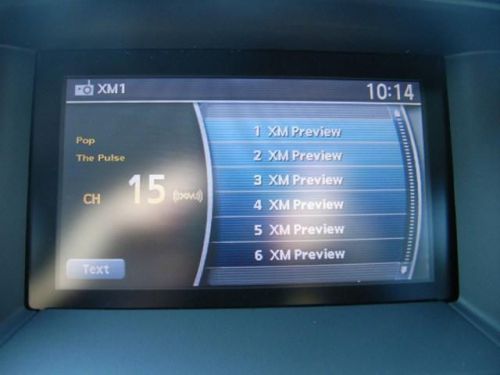 XM1
10:14
Pop
The Pulse
CH 15 ((XM))
Text
1 XM Preview
2 XM Preview
3 XM Preview
4 XM Preview
5 XM Preview
6 XM Preview